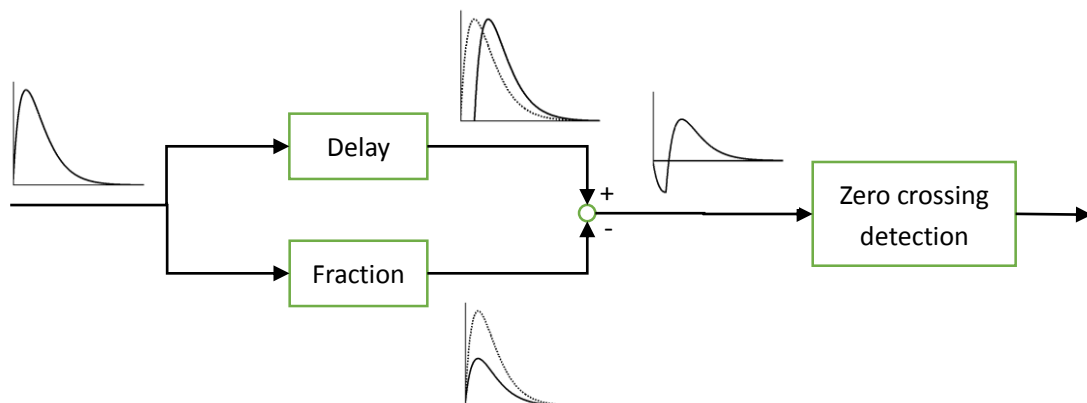 Delay
+
-
Zero crossing
detection
Fraction